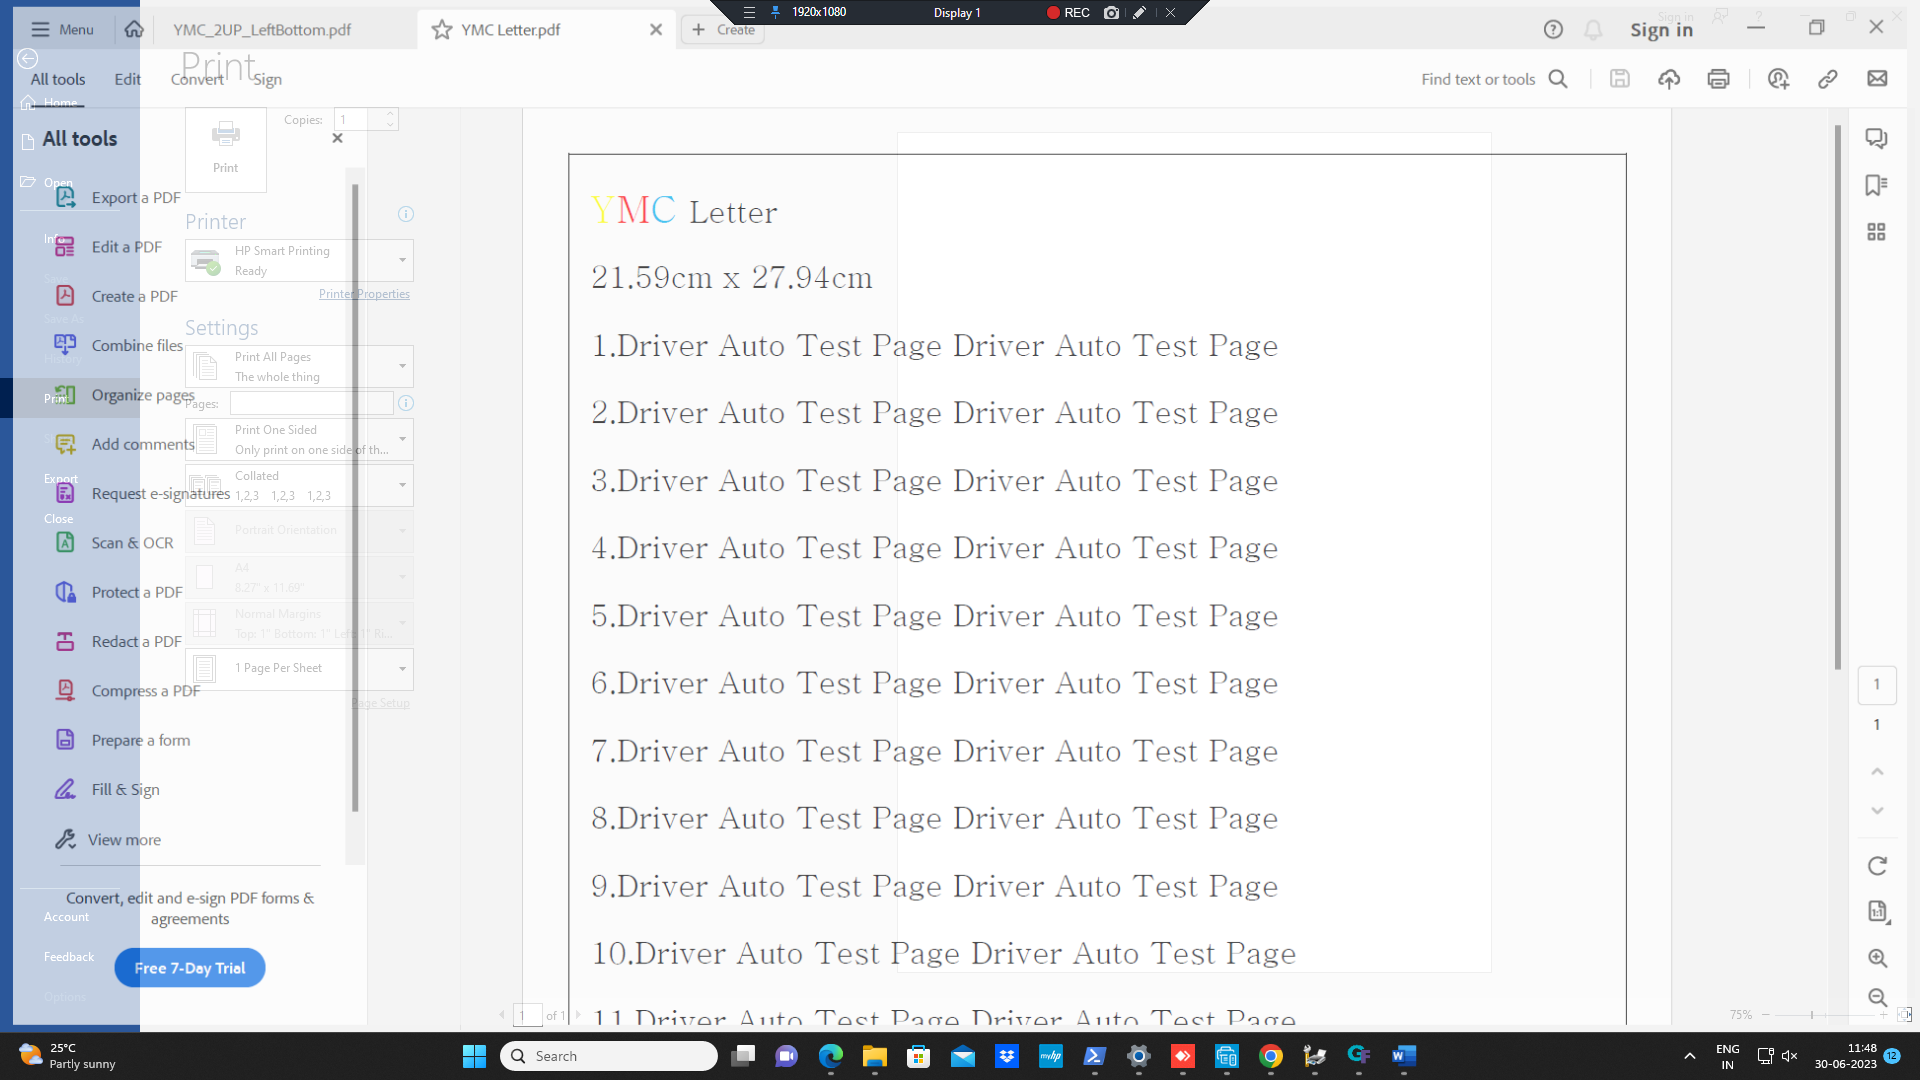 1920x1080
Display 1
REC
Menu
YMC_2UP_LeftBottom.pdf
YMC Letter.pdf
Create
Sign in
Sign in
Print
All tools
Edit
Convert
Sign
Find text or tools
Home
Copies:
1
All tools
Print
Open
Export a PDF
Printer
Info
Edit a PDF
HP Smart Printing
Ready
Save
Create a PDF
Printer Properties
Save As
Settings
Combine files
History
Print All Pages
The whole thing
Print
Organize pages
Pages:
Print One Sided
Only print on one side of th...
Add comments
Export
Collated
1,2,3 1,2,3 1,2,3
Request e-signatures
Close
Portrait Orientation
Scan & OCR
A4
8.27" x 11.69"
Protect a PDF
Normal Margins
Top: 1" Bottom: 1" Left: 1" Ri...
Redact a PDF
1 Page Per Sheet
Compress a PDF
Page Setup
Prepare a form
Fill & Sign
View more
Convert, edit and e-sign PDF forms &
agreements
Account
Feedback
Free 7-Day Trial
Options
YMC Letter
21.59cm x 27.94cm
1.Driver Auto Test Page Driver Auto Test Page
2.Driver Auto Test Page Driver Auto Test Page
3.Driver Auto Test Page Driver Auto Test Page
4.Driver Auto Test Page Driver Auto Test Page
5.Driver Auto Test Page Driver Auto Test Page
6.Driver Auto Test Page Driver Auto Test Page
7.Driver Auto Test Page Driver Auto Test Page
8.Driver Auto Test Page Driver Auto Test Page
9.Driver Auto Test Page Driver Auto Test Page
10.Driver Auto Test Page Driver Auto Test Page
11.Driver Auto Test Page Driver Auto Test Page
1
1
1 of 1
75%
25°C
Partly sunny
Search
myhp
ENG
IN
11:48
30-06-2023
12